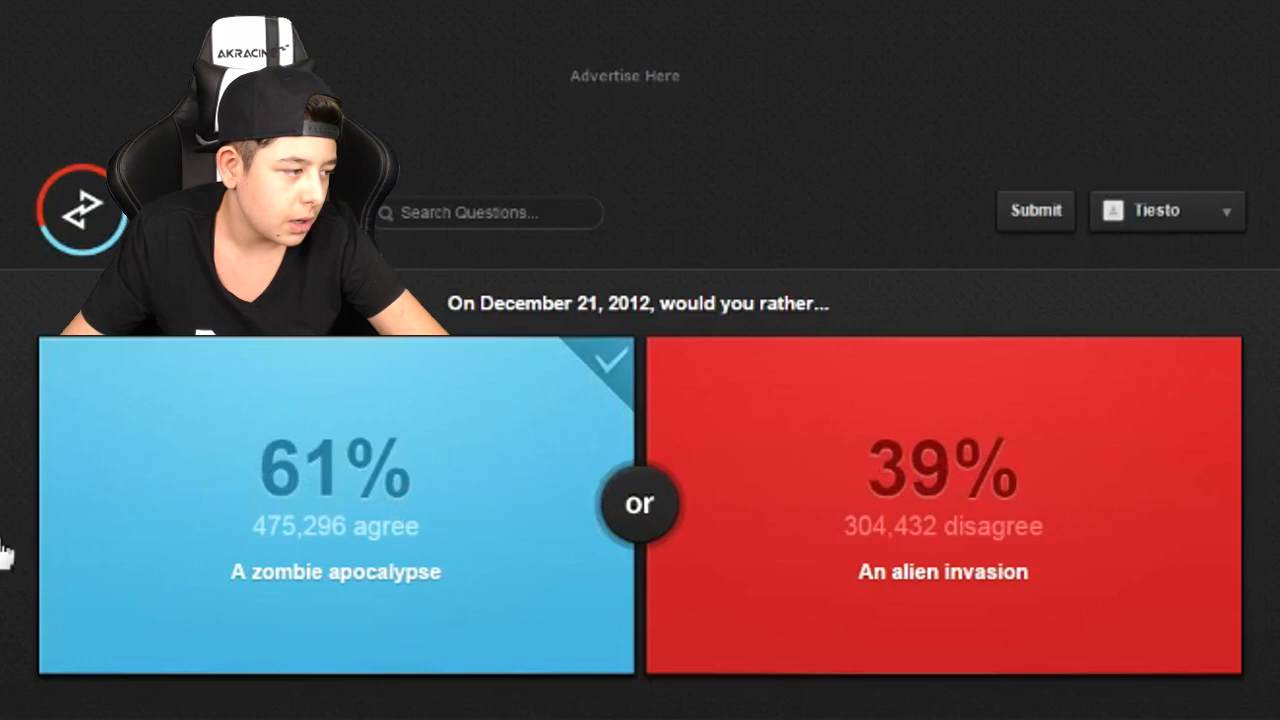 AKRACING
Advertise Here
Search Questions...
Submit
Tiesto
On December 21, 2012, would you rather...
61%
475,296 agree
A zombie apocalypse
or
39%
304,432 disagree
An alien invasion